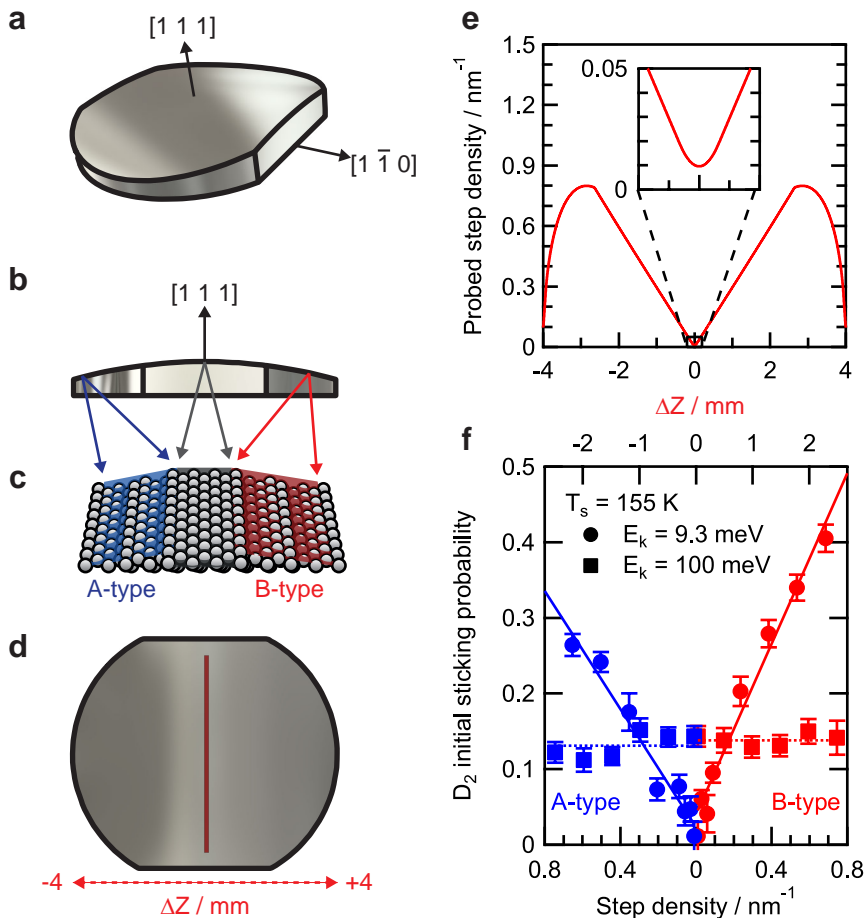 a
[1 1 1]
[1 1̅ 0]
b
[1 1 1]
c
A-type
B-type
d
-4
+4
ΔZ / mm
e
Probed step density / nm⁻¹
1.5
1.2
0.9
0.6
0.3
0
0.05
0
-4
-2
0
2
4
ΔZ / mm
f
-2
-1
0
1
2
D₂ initial sticking probability
0.5
0.4
0.3
0.2
0.1
0
Tₛ = 155 K
Eₖ = 9.3 meV
Eₖ = 100 meV
A-type
B-type
0.8
0.4
0.0
0.4
0.8
Step density / nm⁻¹